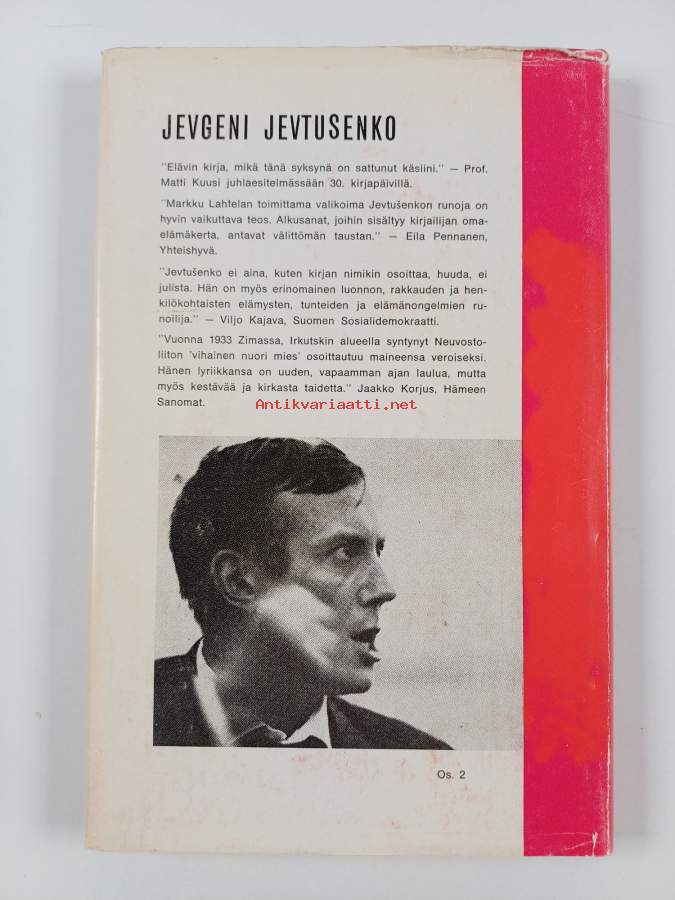 JEVGENI JEVTUSENKO
"Elävin kirja, mikä tänä syksynä on sattunut käsiini." — Prof.
Matti Kuusi juhlaesitelmässään 30. kirjapäivillä.
"Markku Lahtelan toimittama valikoima Jevtušenkon runoja on
hyvin vaikuttava teos. Alkusanat, joihin sisältyy kirjailijan oma-
elämäkerta, antavat välittömän taustan." — Eila Pennanen,
Yhteishyvä.
"Jevtušenko ei aina, kuten kirjan nimikin osoittaa, huuda, ei
julista. Hän on myös erinomainen luonnon, rakkauden ja hen-
kilökohtaisten elämysten, tunteiden ja elämänongelmien ru-
noilija." — Viljo Kajava, Suomen Sosialidemokraatti.
"Vuonna 1933 Zimassa, Irkutskin alueella syntynyt Neuvosto-
liiton 'vihainen nuori mies' osoittautuu maineensa veroiseksi.
Hänen lyriikkansa on uuden, vapaamman ajan laulua, mutta
myös kestävää ja kirkasta taidetta." Jaakko Korjus, Hämeen
Sanomat.
Antikvariaatti.net
Os. 2